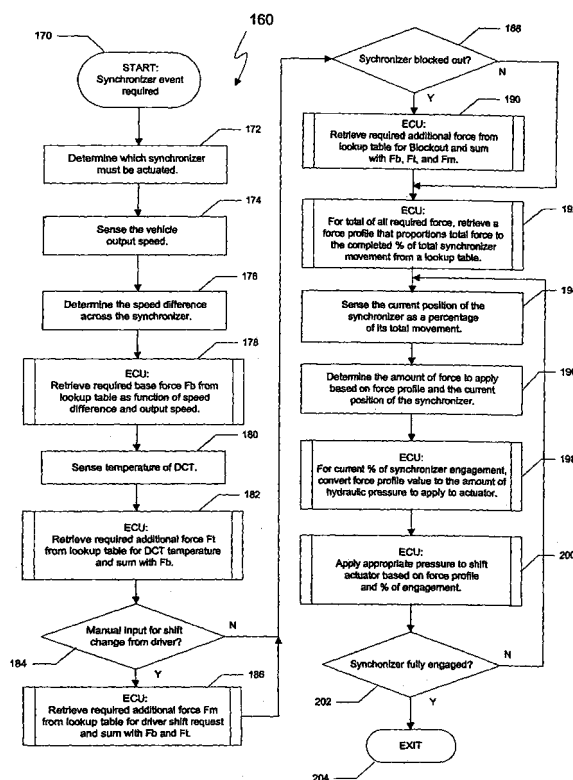 160
170
START:
Synchronizer event
required
172
Determine which synchronizer
must be actuated.
174
Sense the vehicle
output speed.
176
Determine the speed difference
across the synchronizer.
178
ECU:
Retrieve required base force Fb from
lookup table as function of speed
difference and output speed.
180
Sense temperature of DCT.
182
ECU:
Retrieve required additional force Ft
from lookup table for DCT temperature
and sum with Fb.
Manual input for shift
change from driver?
N
184
Y
186
ECU:
Retrieve required additional force Fm
from lookup table for driver shift request
and sum with Fb and Ft.
188
Sychronizer blocked out?
N
Y
190
ECU:
Retrieve required additional force from
lookup table for Blockout and sum
with Fb, Ft, and Fm.
ECU:
For total of all required force, retrieve a
force profile that proportions total force to
the completed % of total synchronizer
movement from a lookup table.
Sense the current position of the
synchronizer as a percentage
of its total movement.
Determine the amount of force to apply
based on force profile and the current
position of the synchronizer.
ECU:
For current % of synchronizer engagement,
convert force profile value to the amount of
hydraulic pressure to apply to actuator.
ECU:
Apply appropriate pressure to shift
actuator based on force profile
and % of engagement.
Synchonizer fully engaged?
N
202
Y
EXIT
204